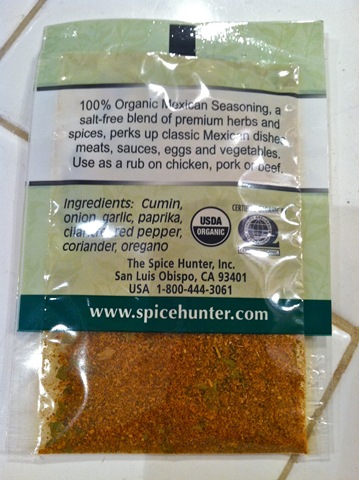 100% Organic Mexican Seasoning, a
salt-free blend of premium herbs and
spices, perks up classic Mexican dishes,
meats, sauces, eggs and vegetables.
Use as a rub on chicken, pork or beef.
Ingredients: Cumin,
onion, garlic, paprika,
cilantro, red pepper,
coriander, oregano
USDA
ORGANIC
The Spice Hunter, Inc.
San Luis Obispo, CA 93401
USA 1-800-444-3061
www.spicehunter.com